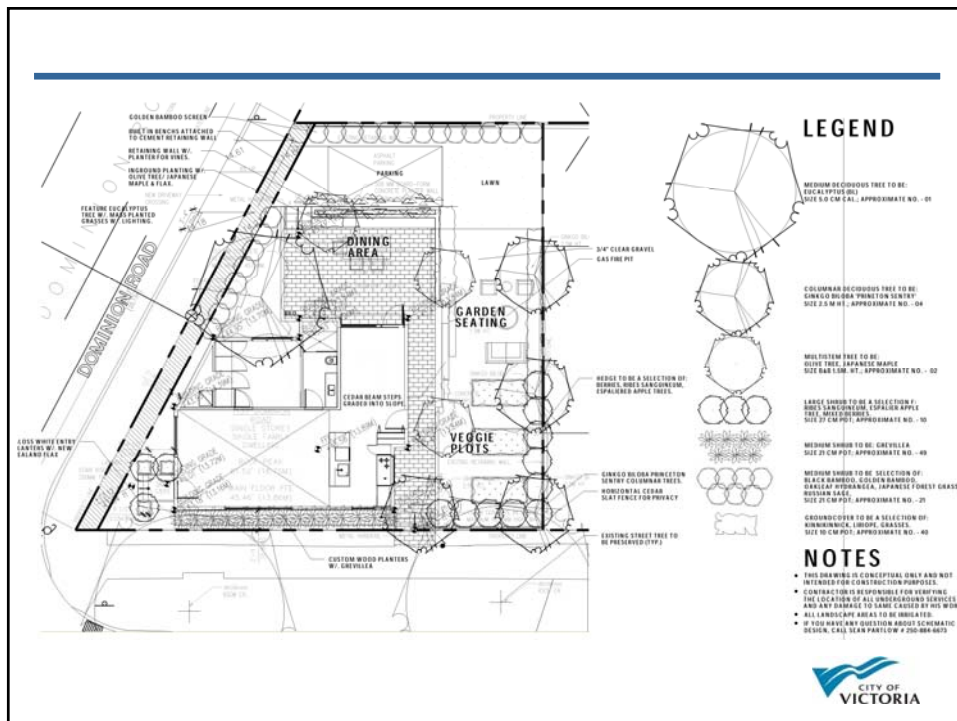 GOLDEN BAMBOO SCREEN
BUILT IN BENCHS ATTACHED
TO CEMENT RETAINING WALL
RETAINING WALL W/.
PLANTER FOR VINES.
INGROUND PLANTING W/.
OLIVE TREE/ JAPANESE
MAPLE & FLAX.
FEATURE EUCALYPTUS
TREE W/. MASS PLANTED
GRASSES W/. LIGHTING.
DOMINION ROAD
LOSS WHITE ENTRY
LANTERS W/. NEW
EALAND FLAX
PROPERTY LINE
ASPHALT
PARKING
PARKING
LAWN
DINING
AREA
3/4" CLEAR GRAVEL
GAS FIRE PIT
GARDEN
SEATING
CEDAR BEAM STEPS
GRADED INTO SLOPE.
HEDGE TO BE A SELECTION OF:
BERRIES, RIBES SANGUINEUM,
ESPALIERED APPLE TREES.
VEGGIE
PLOTS
GINKGO BILOBA PRINCETON
SENTRY COLUMNAR TREES.
HORIZONTAL CEDAR
SLAT FENCE FOR PRIVACY
EXISTING STREET TREE TO
BE PRESERVED (TYP.)
CUSTOM WOOD PLANTERS
W/. GREVILLEA
LEGEND
MEDIUM DECIDUOUS TREE TO BE:
EUCALYPTUS (BL)
SIZE 5.0 CM CAL.; APPROXIMATE NO. - 01
COLUMNAR DECIDUOUS TREE TO BE:
GINKGO BILOBA 'PRINCETON SENTRY'
SIZE 2.5 M HT.; APPROXIMATE NO. - 04
MULTISTEM TREE TO BE:
OLIVE TREE, JAPANESE MAPLE
SIZE B&B 1.5M. HT.; APPROXIMATE NO. - 02
LARGE SHRUB TO BE A SELECTION F:
RIBES SANGUINEUM, ESPALIER APPLE
TREE, MIXED BERRIES.
SIZE 27 CM POT; APPROXIMATE NO. - 10
MEDIUM SHRUB TO BE: GREVILLEA
SIZE 21 CM POT; APPROXIMATE NO. - 49
MEDIUM SHRUB TO BE SELECTION OF:
BLACK BAMBOO, GOLDEN BAMBOO,
OAKLEAF HYDRANGEA, JAPANESE FOREST GRASS
RUSSIAN SAGE,
SIZE 21 CM POT; APPROXIMATE NO. - 21
GROUNDCOVER TO BE A SELECTION OF:
KINNIKINNICK, LIRIOPE, GRASSES.
SIZE 10 CM POT; APPROXIMATE NO. - 40
NOTES
• THIS DRAWING IS CONCEPTUAL ONLY AND NOT
INTENDED FOR CONSTRUCTION PURPOSES.
• CONTRACTOR IS RESPONSIBLE FOR VERIFYING
THE LOCATION OF ALL UNDERGROUND SERVICES
AND ANY DAMAGE TO SAME CAUSED BY HIS WOR
• ALL LANDSCAPE AREAS TO BE IRRIGATED.
• IF YOU HAVE ANY QUESTION ABOUT SCHEMATIC
DESIGN, CALL SEAN PARTLOW # 250-884-6673
CITY OF
VICTORIA